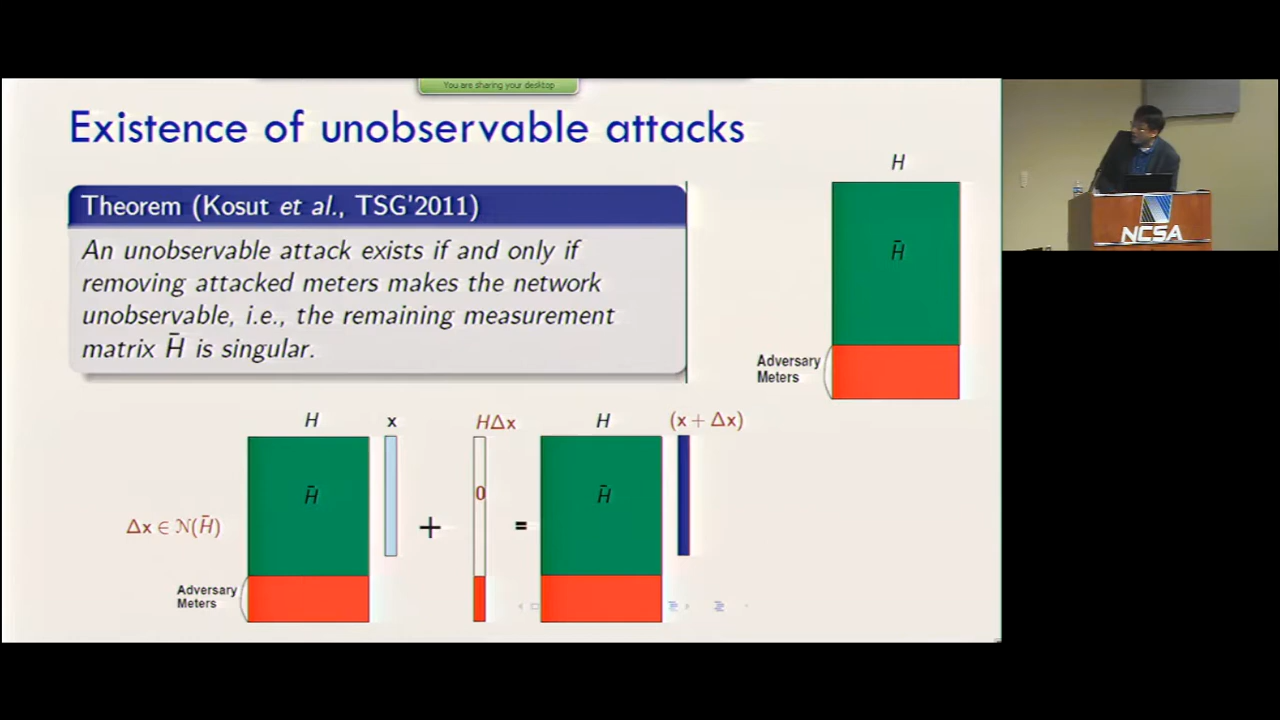 You are sharing your desktop
Existence of unobservable attacks
Theorem (Kosut et al., TSG'2011)
An unobservable attack exists if and only if
removing attacked meters makes the network
unobservable, i.e., the remaining measurement
matrix H̄ is singular.
H
H̄
Adversary
Meters
H x HΔx H (x + Δx)
H̄ 0 H̄
Δx ∈ N(H̄) + =
Adversary
Meters
NCSA